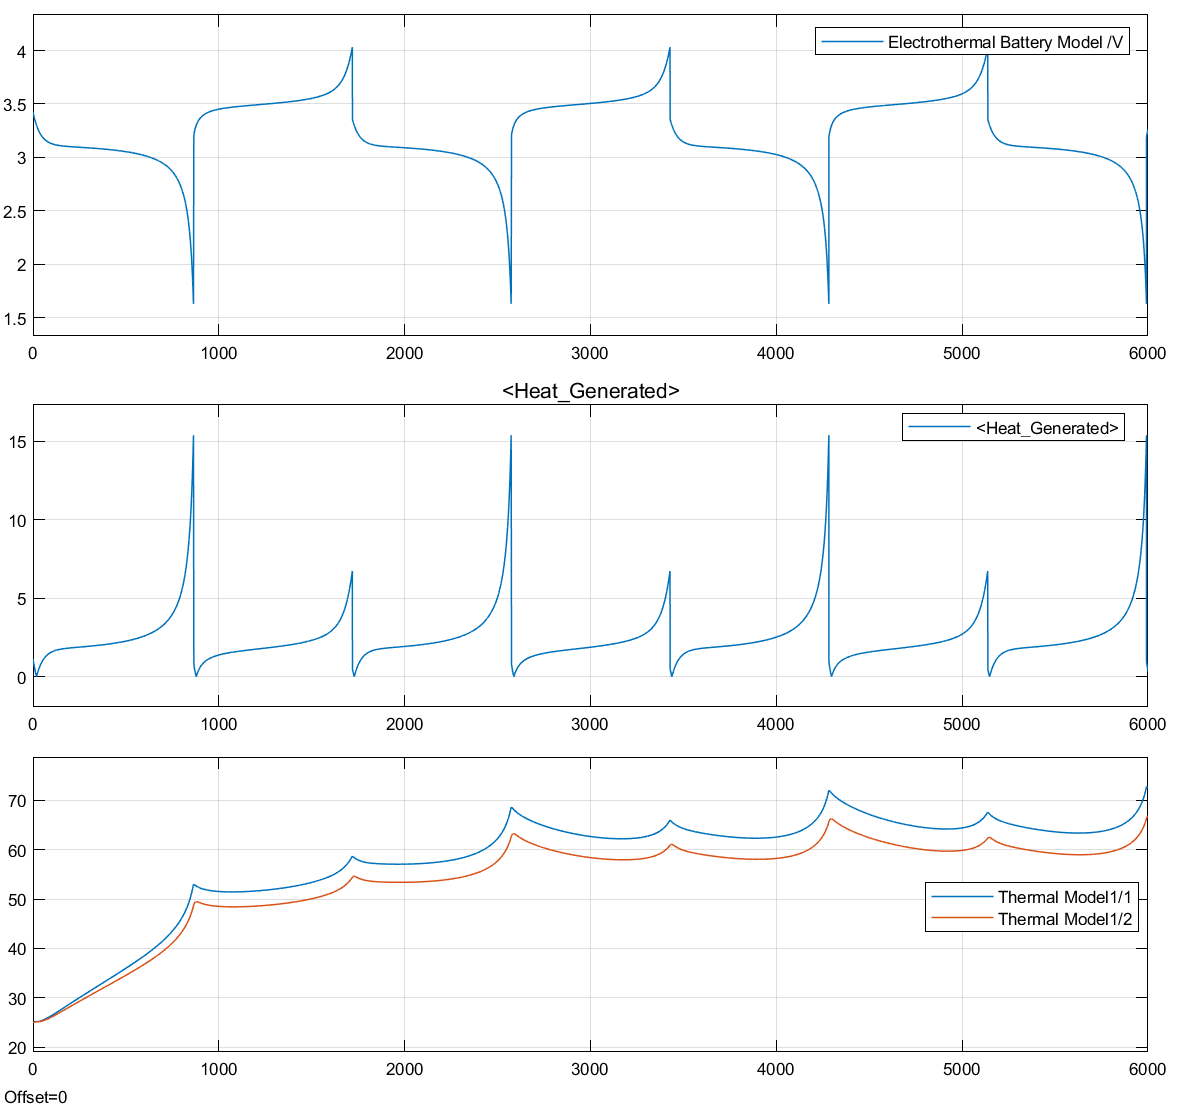 Electrothermal Battery Model /V
4
3.5
3
2.5
2
1.5
0 1000 2000 3000 4000 5000 6000
<Heat_Generated>
<Heat_Generated>
15
10
5
0
0 1000 2000 3000 4000 5000 6000
70
60
50
Thermal Model1/1
Thermal Model1/2
40
30
20
0 1000 2000 3000 4000 5000 6000
Offset=0